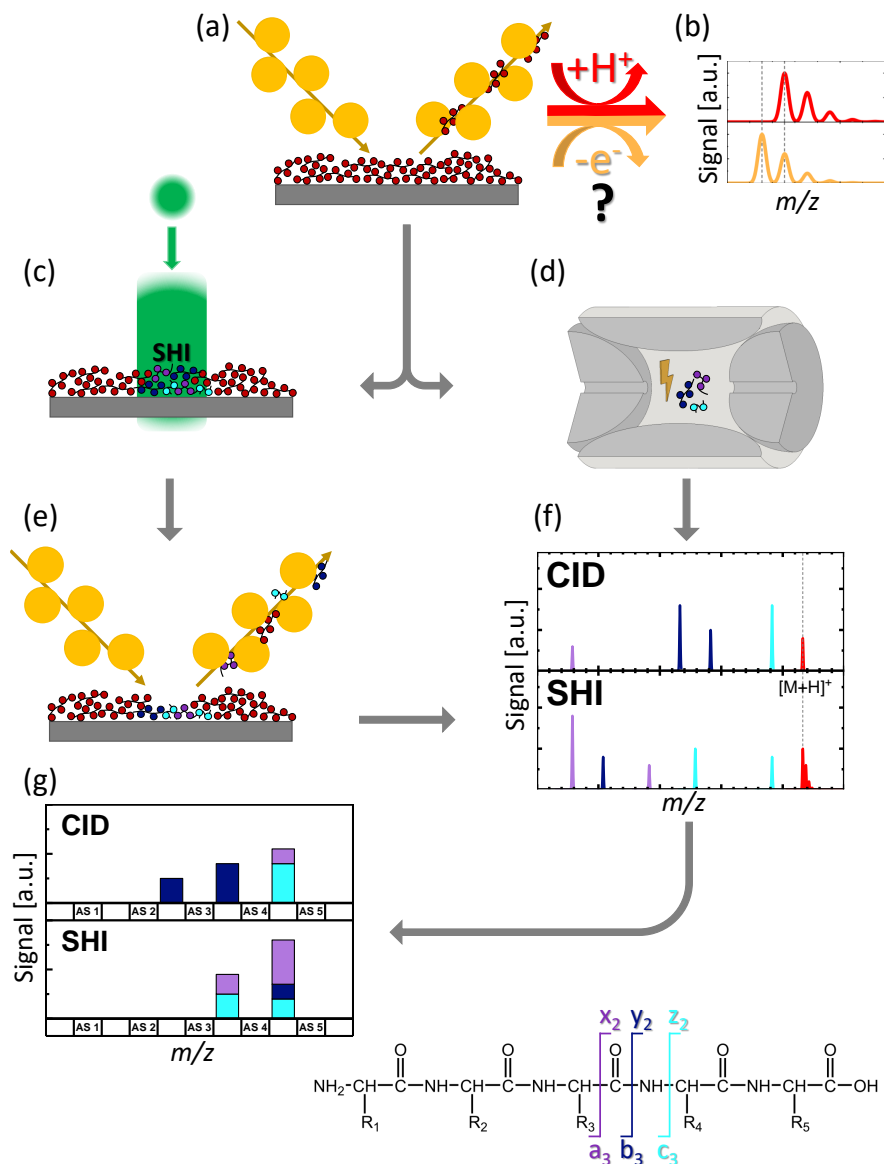 (a)
(b)
+H⁺
-e⁻
?
Signal [a.u.]
m/z
(c)
SHI
(d)
(e)
(f)
CID
SHI
[M+H]⁺
Signal [a.u.]
m/z
(g)
CID
AS 1 AS 2 AS 3 AS 4 AS 5
SHI
AS 1 AS 2 AS 3 AS 4 AS 5
Signal [a.u.]
m/z
x₂ y₂ z₂
O O O O O
NH₂–CH–C–NH–CH–C–NH–CH–C–NH–CH–C–NH–CH–C–OH
R₁ R₂ R₃ R₄ R₅
a₃ b₃ c₃